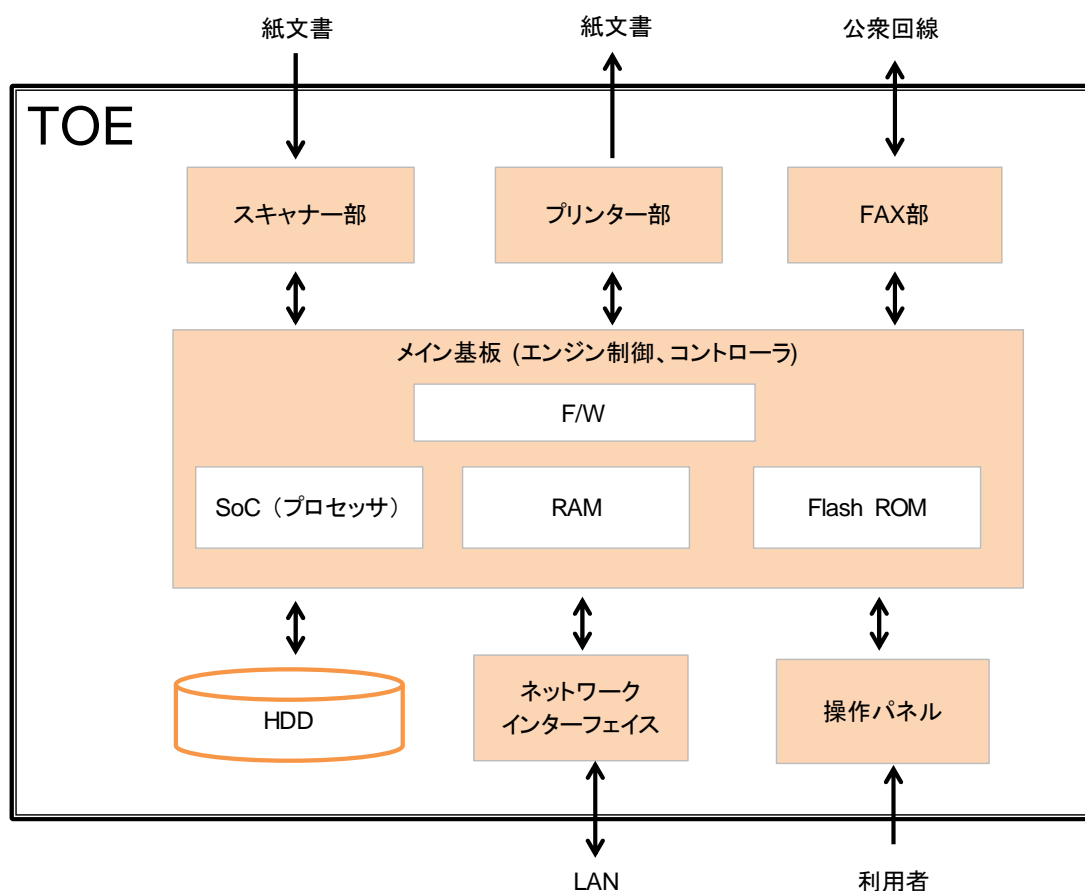 紙文書
紙文書
公衆回線
TOE
スキャナー部
プリンター部
FAX部
メイン基板 (エンジン制御、コントローラ)
F/W
SoC (プロセッサ)
RAM
Flash ROM
HDD
ネットワーク
インターフェイス
操作パネル
LAN
利用者